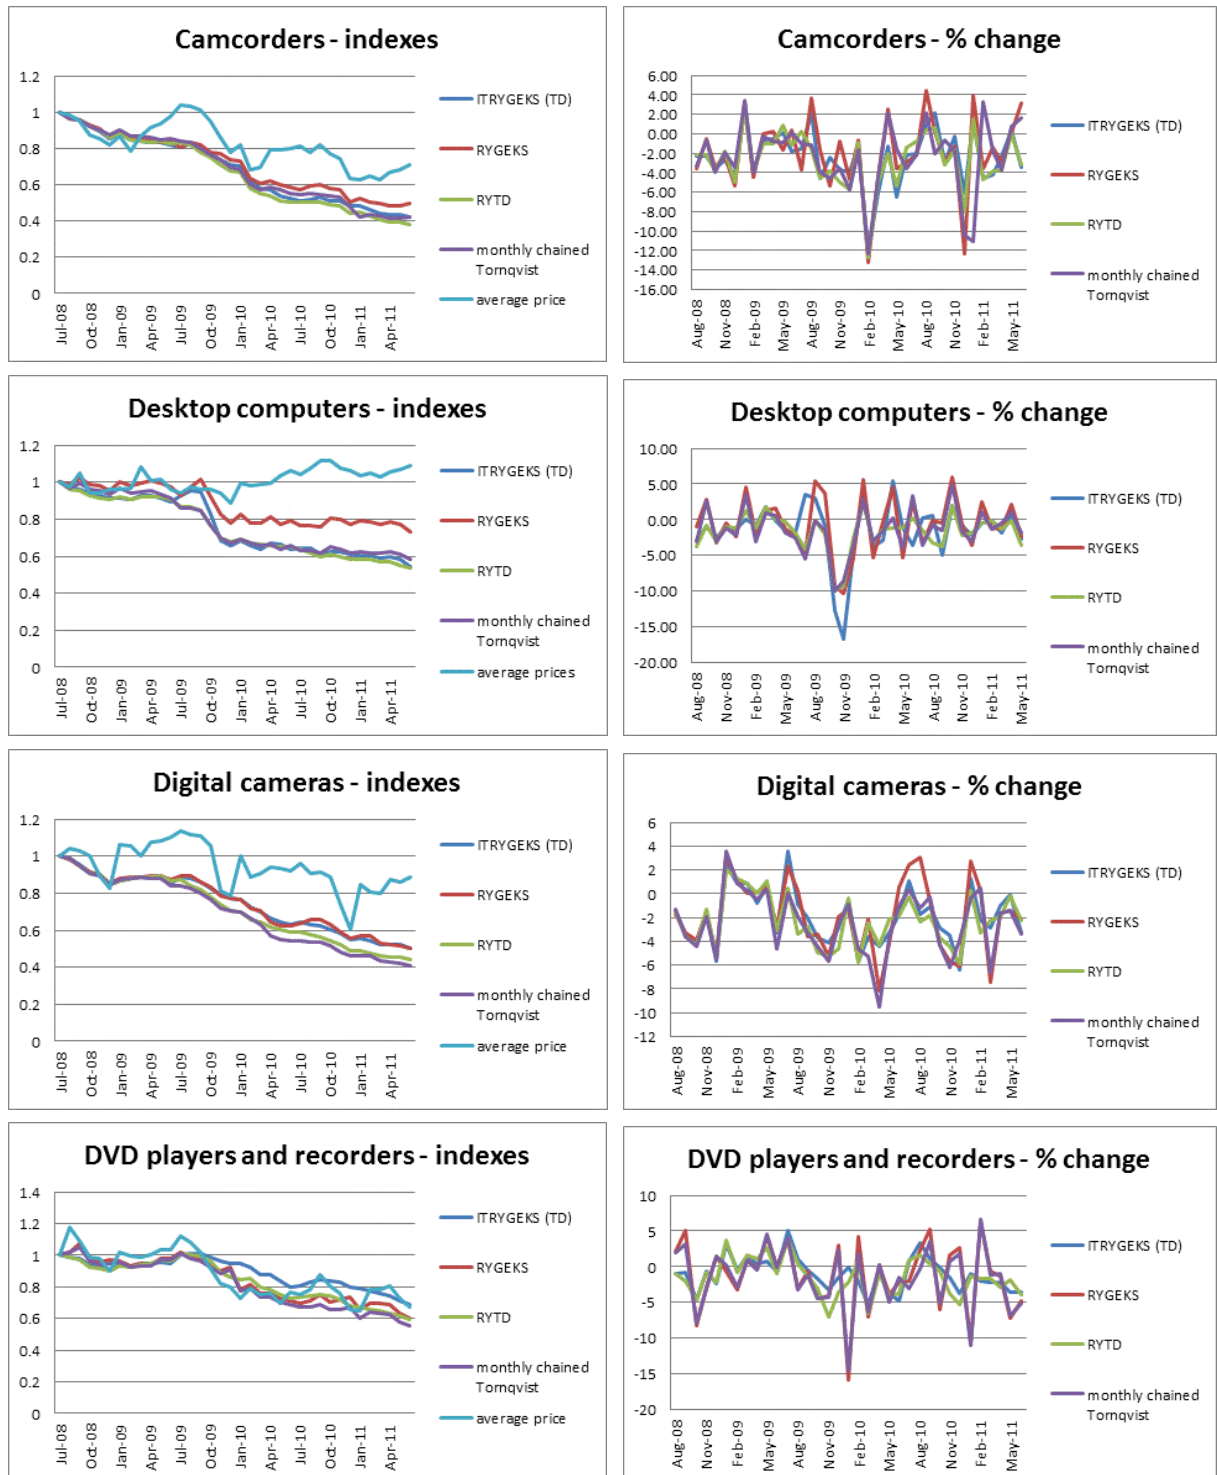 Camcorders - indexes
1.2
1
0.8
0.6
0.4
0.2
0
Jul-08
Oct-08
Jan-09
Apr-09
Jul-09
Oct-09
Jan-10
Apr-10
Jul-10
Oct-10
Jan-11
Apr-11
ITRYGEKS (TD)
RYGEKS
RYTD
monthly chained
Tornqvist
average price
Camcorders - % change
6.00
4.00
2.00
0.00
-2.00
-4.00
-6.00
-8.00
-10.00
-12.00
-14.00
-16.00
Aug-08
Nov-08
Feb-09
May-09
Aug-09
Nov-09
Feb-10
May-10
Aug-10
Nov-10
Feb-11
May-11
ITRYGEKS (TD)
RYGEKS
RYTD
monthly chained
Tornqvist
Desktop computers - indexes
1.2
1
0.8
0.6
0.4
0.2
0
Jul-08
Oct-08
Jan-09
Apr-09
Jul-09
Oct-09
Jan-10
Apr-10
Jul-10
Oct-10
Jan-11
Apr-11
ITRYGEKS (TD)
RYGEKS
RYTD
monthly chained
Tornqvist
average prices
Desktop computers - % change
10.00
5.00
0.00
-5.00
-10.00
-15.00
-20.00
Aug-08
Nov-08
Feb-09
May-09
Aug-09
Nov-09
Feb-10
May-10
Aug-10
Nov-10
Feb-11
May-11
ITRYGEKS (TD)
RYGEKS
RYTD
monthly chained
Tornqvist
Digital cameras - indexes
1.2
1
0.8
0.6
0.4
0.2
0
Jul-08
Oct-08
Jan-09
Apr-09
Jul-09
Oct-09
Jan-10
Apr-10
Jul-10
Oct-10
Jan-11
Apr-11
ITRYGEKS (TD)
RYGEKS
RYTD
monthly chained
Tornqvist
average price
Digital cameras - % change
6
4
2
0
-2
-4
-6
-8
-10
-12
Aug-08
Nov-08
Feb-09
May-09
Aug-09
Nov-09
Feb-10
May-10
Aug-10
Nov-10
Feb-11
May-11
ITRYGEKS (TD)
RYGEKS
RYTD
monthly chained
Tornqvist
DVD players and recorders - indexes
1.4
1.2
1
0.8
0.6
0.4
0.2
0
Jul-08
Oct-08
Jan-09
Apr-09
Jul-09
Oct-09
Jan-10
Apr-10
Jul-10
Oct-10
Jan-11
Apr-11
ITRYGEKS (TD)
RYGEKS
RYTD
monthly chained
Tornqvist
average price
DVD players and recorders - % change
10
5
0
-5
-10
-15
-20
Aug-08
Nov-08
Feb-09
May-09
Aug-09
Nov-09
Feb-10
May-10
Aug-10
Nov-10
Feb-11
May-11
ITRYGEKS (TD)
RYGEKS
RYTD
monthly chained
Tornqvist